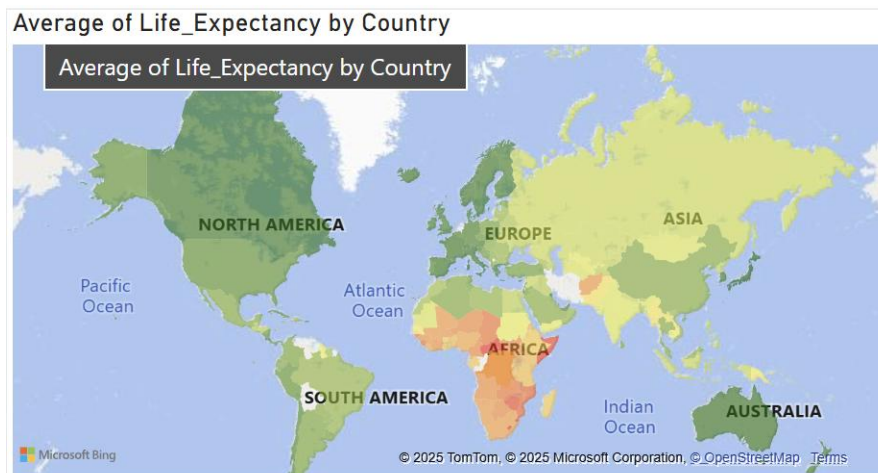 Average of Life_Expectancy by Country
Average of Life_Expectancy by Country
NORTH AMERICA
EUROPE
ASIA
Pacific
Ocean
Atlantic
Ocean
AFRICA
SOUTH AMERICA
Indian
Ocean
AUSTRALIA
Microsoft Bing
© 2025 TomTom, © 2025 Microsoft Corporation, © OpenStreetMap Terms